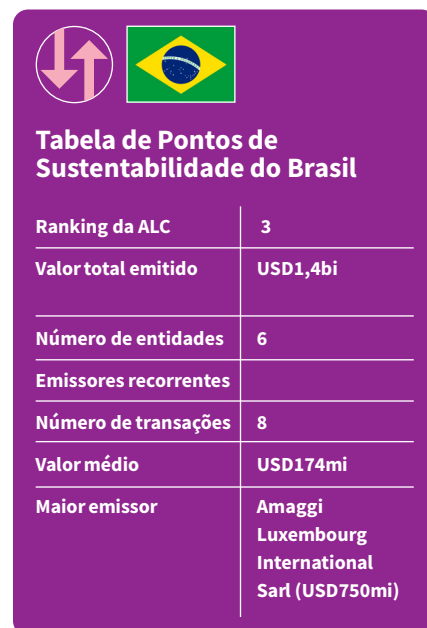 Tabela de Pontos de
Sustentabilidade do Brasil
Ranking da ALC 3
Valor total emitido USD1,4bi
Número de entidades 6
Emissores recorrentes
Número de transações 8
Valor médio USD174mi
Maior emissor Amaggi
Luxembourg
International
Sarl (USD750mi)